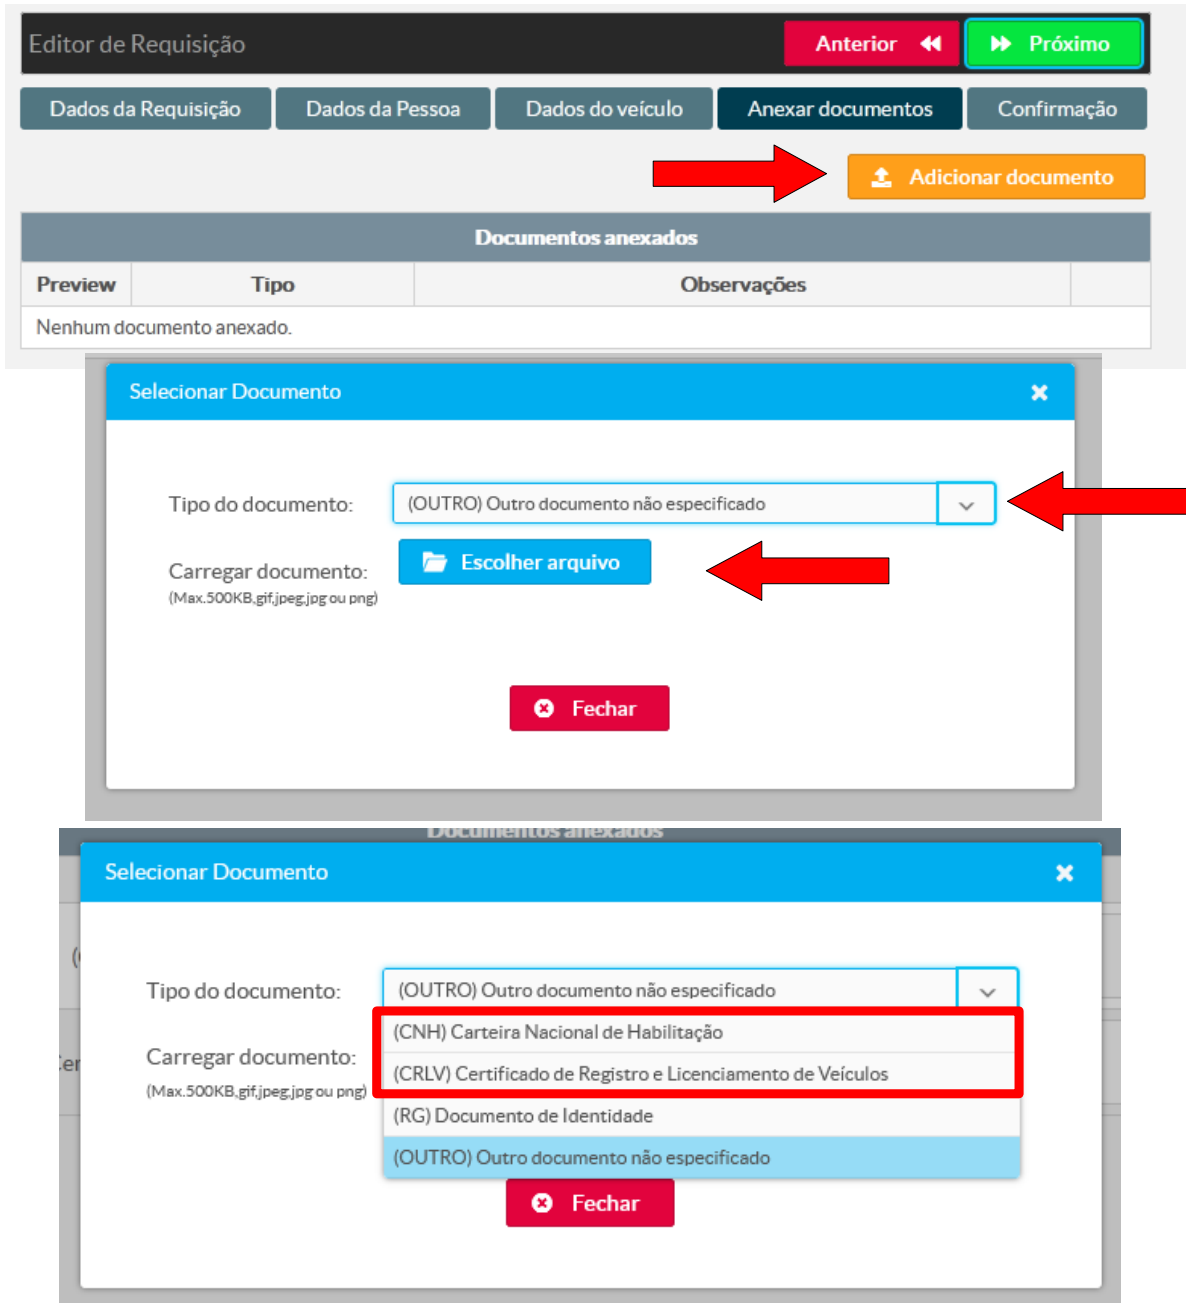 Editor de Requisição
Anterior
Próximo
Dados da Requisição
Dados da Pessoa
Dados do veículo
Anexar documentos
Confirmação
Adicionar documento
Documentos anexados
Preview
Tipo
Observações
Nenhum documento anexado.
Selecionar Documento
Tipo do documento:
(OUTRO) Outro documento não especificado
Carregar documento:
(Max.500KB,gif,jpeg,jpg ou png)
Escolher arquivo
Fechar
Documentos anexados
Selecionar Documento
Tipo do documento:
(OUTRO) Outro documento não especificado
(CNH) Carteira Nacional de Habilitação
Carregar documento:
(Max.500KB,gif,jpeg,jpg ou png)
(CRLV) Certificado de Registro e Licenciamento de Veículos
(RG) Documento de Identidade
(OUTRO) Outro documento não especificado
Fechar